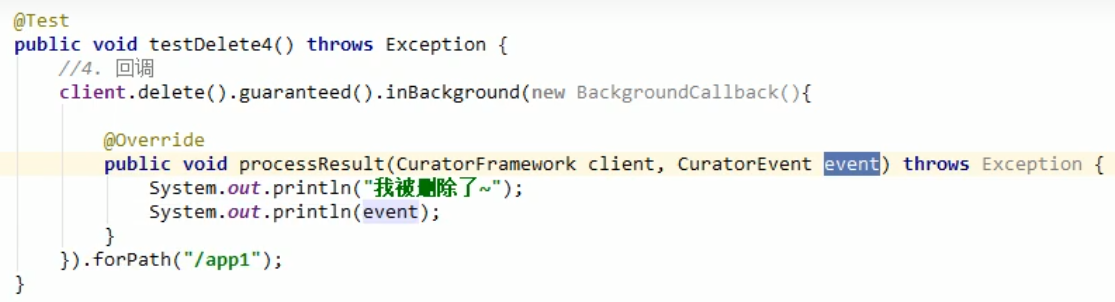 @Test
public void testDelete4() throws Exception {
//4. 回调
client.delete().guaranteed().inBackground(new BackgroundCallback(){
@Override
public void processResult(CuratorFramework client, CuratorEvent event) throws Exception {
System.out.println("我被删除了~");
System.out.println(event);
}
}).forPath("/app1");
}